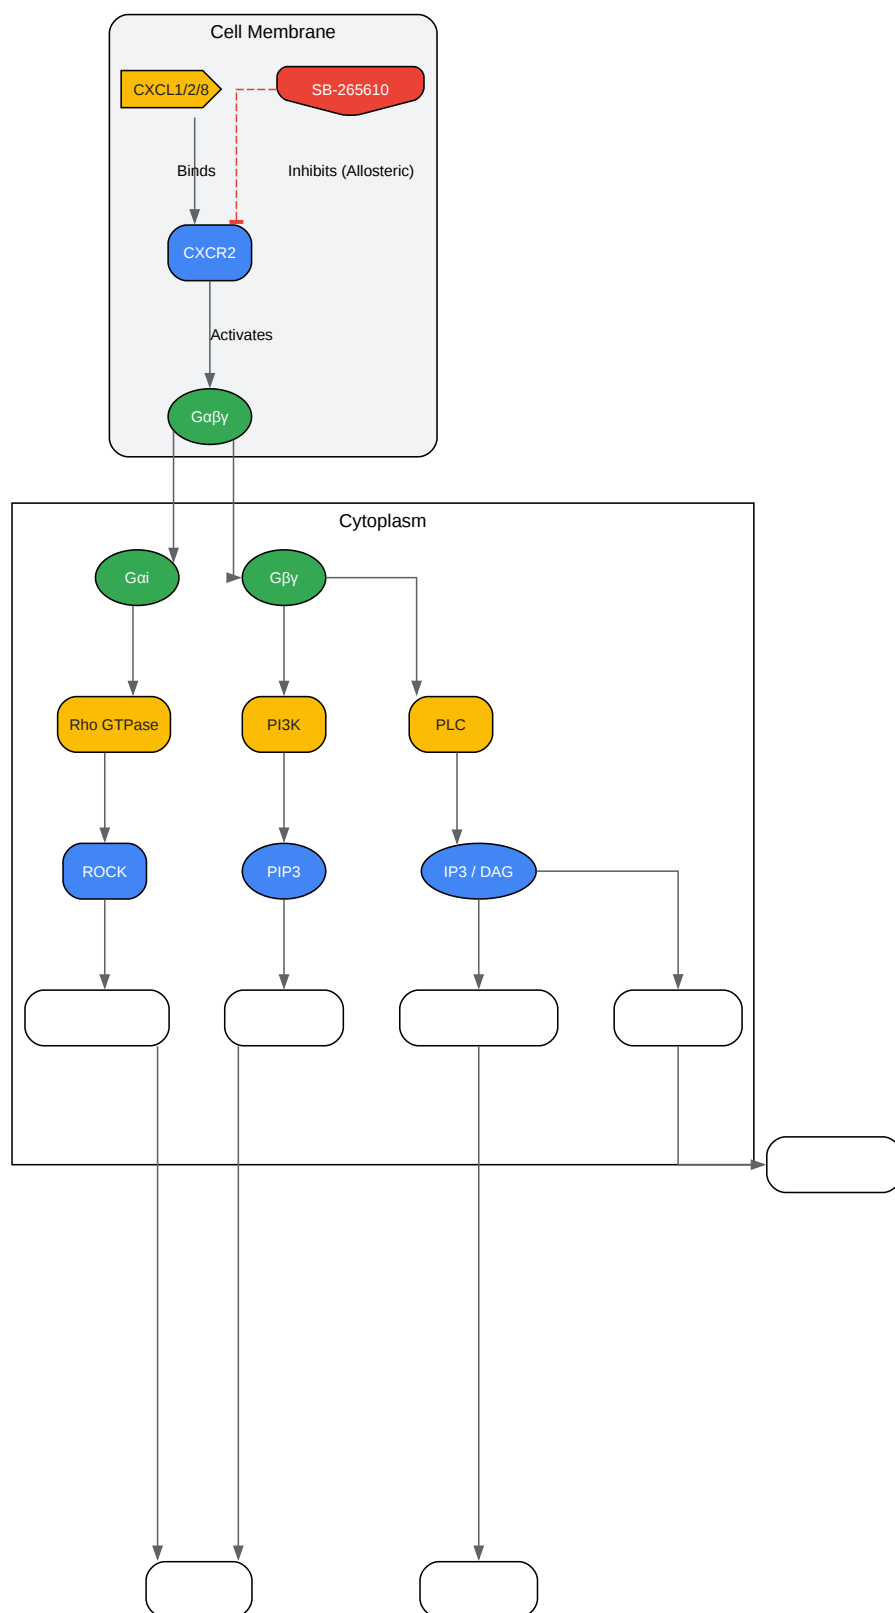 Cell Membrane
CXCL1/2/8
SB-265610
Binds
Inhibits (Allosteric)
CXCR2
Activates
Gαβγ
Cytoplasm
Gαi
Gβγ
Rho GTPase
PI3K
PLC
ROCK
PIP3
IP3 / DAG